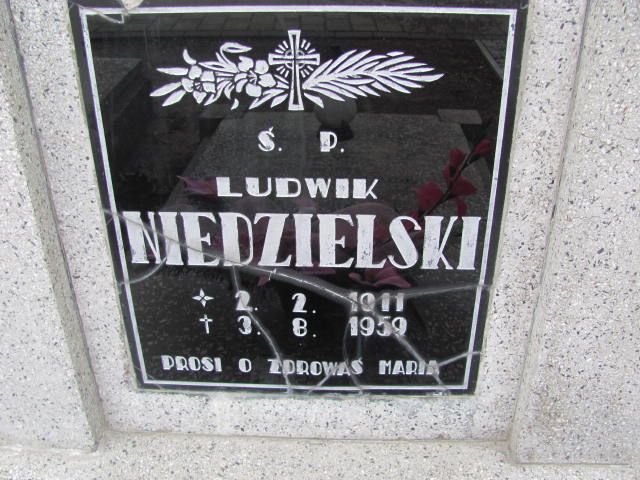 Ś. P.
LUDWIK
NIEDZIELSKI
✧ 2. 2. 1911
† 3. 8. 1959
PROSI O ZDROWAŚ MARIA